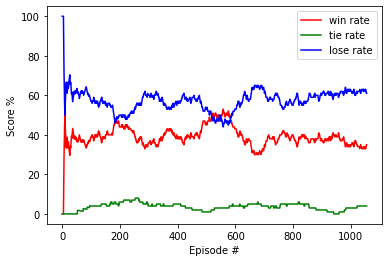 100
80
60
40
20
0
Score %
win rate
tie rate
lose rate
0 200 400 600 800 1000
Episode #